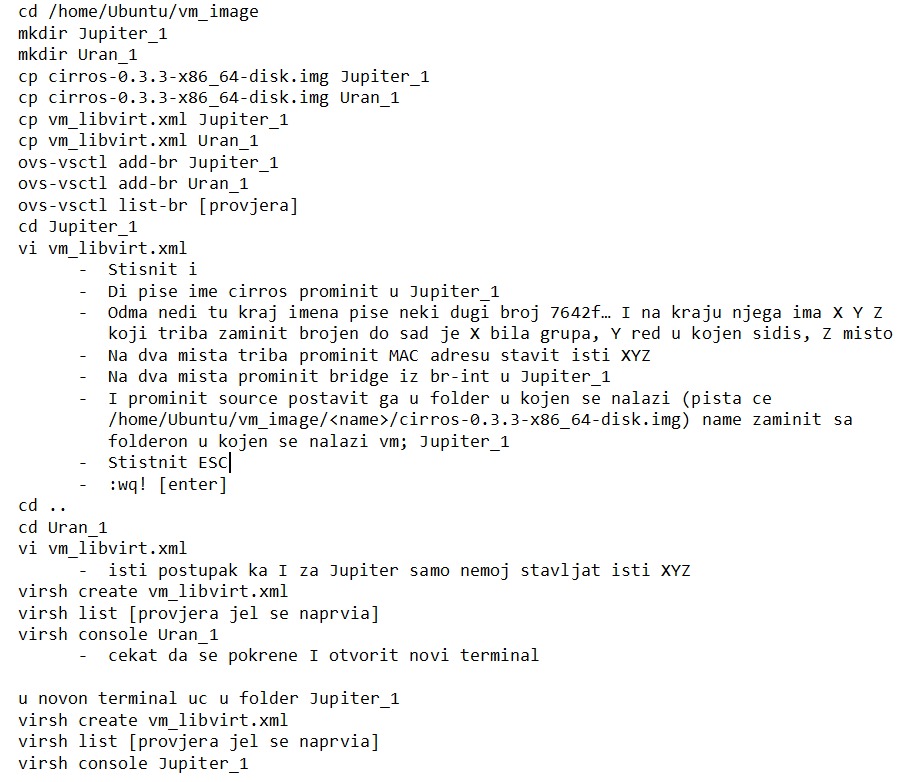 cd /home/Ubuntu/vm_image
mkdir Jupiter_1
mkdir Uran_1
cp cirros-0.3.3-x86_64-disk.img Jupiter_1
cp cirros-0.3.3-x86_64-disk.img Uran_1
cp vm_libvirt.xml Jupiter_1
cp vm_libvirt.xml Uran_1
ovs-vsctl add-br Jupiter_1
ovs-vsctl add-br Uran_1
ovs-vsctl list-br [provjera]
cd Jupiter_1
vi vm_libvirt.xml
- Stisnit i
- Di pise ime cirros prominit u Jupiter_1
- Odma nedi tu kraj imena pise neki dugi broj 7642f… I na kraju njega ima X Y Z
koji triba zaminit brojen do sad je X bila grupa, Y red u kojen sidis, Z misto
- Na dva mista triba prominit MAC adresu stavit isti XYZ
- Na dva mista prominit bridge iz br-int u Jupiter_1
- I prominit source postavit ga u folder u kojen se nalazi (pista ce
/home/Ubuntu/vm_image/<name>/cirros-0.3.3-x86_64-disk.img) name zaminit sa
folderon u kojen se nalazi vm; Jupiter_1
- Stistnit ESC
- :wq! [enter]
cd ..
cd Uran_1
vi vm_libvirt.xml
- isti postupak ka I za Jupiter samo nemoj stavljat isti XYZ
virsh create vm_libvirt.xml
virsh list [provjera jel se naprvia]
virsh console Uran_1
- cekat da se pokrene I otvorit novi terminal
u novon terminal uc u folder Jupiter_1
virsh create vm_libvirt.xml
virsh list [provjera jel se naprvia]
virsh console Jupiter_1